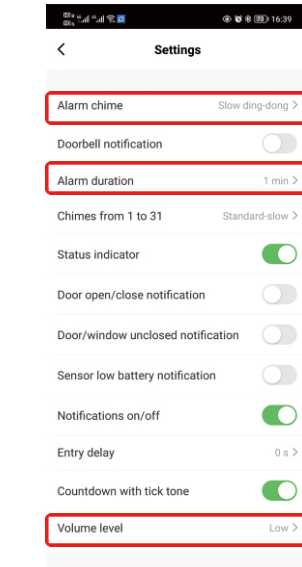 16:39
Settings
Alarm chime Slow ding-dong >
Doorbell notification
Alarm duration 1 min >
Chimes from 1 to 31 Standard-slow >
Status indicator
Door open/close notification
Door/window unclosed notification
Sensor low battery notification
Notifications on/off
Entry delay 0 s >
Countdown with tick tone
Volume level Low >